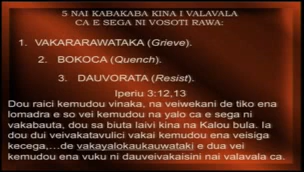 5 NAI KABAKABA KINA I VALAVALA
CA E SEGA NI VOSOTI RAWA:
1. VAKARARAWATAKA (Grieve).
2. BOKOCA (Quench).
3. DAUVORATA (Resist).
Iperiu 3:12,13
Dou raici kemudou vinaka, na veiwekani de tiko ena
lomadra e so vei kemudou na yalo ca e sega ni
vakabauta, dou sa biuta laivi kina na Kalou bula. Ia
dou dui veivakatavulici vakai kemudou ena veisiga
kecega,...de vakayalokaukauwataki e dua vei
kemudou ena vuku ni dauveivakaisini nai valavala ca.